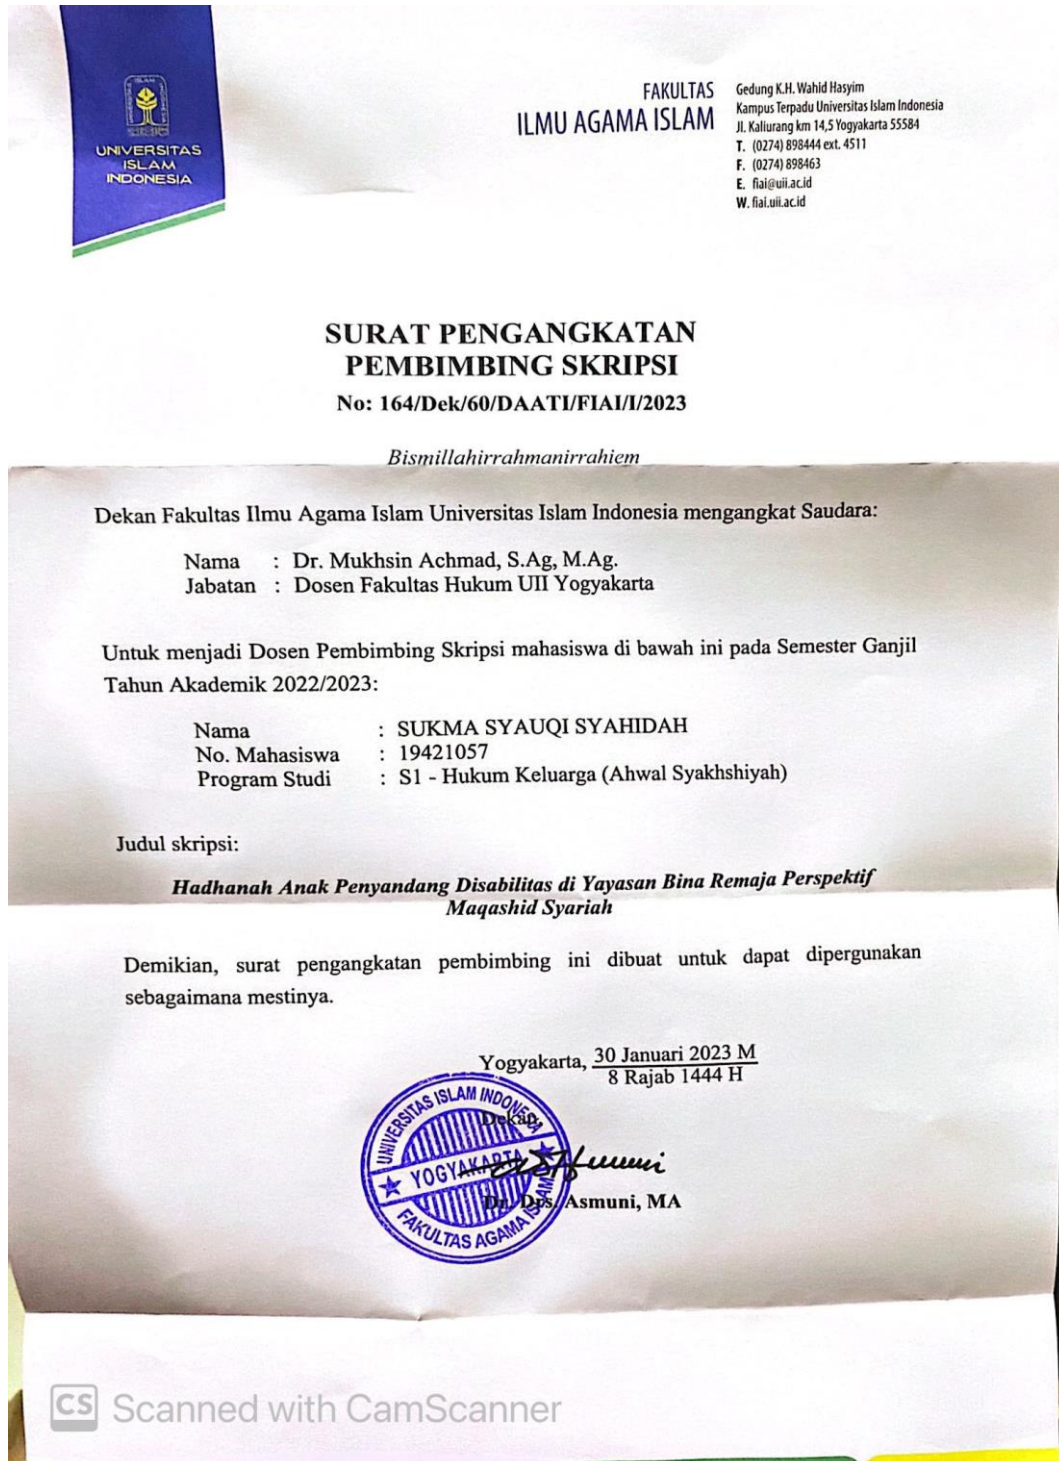 UNIVERSITAS
ISLAM
INDONESIA
FAKULTAS
ILMU AGAMA ISLAM
Gedung K.H. Wahid Hasyim
Kampus Terpadu Universitas Islam Indonesia
Jl. Kaliurang km 14,5 Yogyakarta 55584
T. (0274) 898444 ext. 4511
F. (0274) 898463
E. fiai@uii.ac.id
W. fiai.uii.ac.id
SURAT PENGANGKATAN
PEMBIMBING SKRIPSI
No: 164/Dek/60/DAATI/FIAI/I/2023
Bismillahirrahmanirrahiem
Dekan Fakultas Ilmu Agama Islam Universitas Islam Indonesia mengangkat Saudara:
Nama : Dr. Mukhsin Achmad, S.Ag, M.Ag.
Jabatan : Dosen Fakultas Hukum UII Yogyakarta
Untuk menjadi Dosen Pembimbing Skripsi mahasiswa di bawah ini pada Semester Ganjil
Tahun Akademik 2022/2023:
Nama : SUKMA SYAUQI SYAHIDAH
No. Mahasiswa : 19421057
Program Studi : S1 - Hukum Keluarga (Ahwal Syakhshiyah)
Judul skripsi:
Hadhanah Anak Penyandang Disabilitas di Yayasan Bina Remaja Perspektif
Maqashid Syariah
Demikian, surat pengangkatan pembimbing ini dibuat untuk dapat dipergunakan
sebagaimana mestinya.
Yogyakarta, 30 Januari 2023 M
8 Rajab 1444 H
Dekan,
UNIVERSITAS ISLAM INDONESIA
YOGYAKARTA
FAKULTAS AGAMA ISLAM
Dr. Drs. Asmuni, MA
CS Scanned with CamScanner